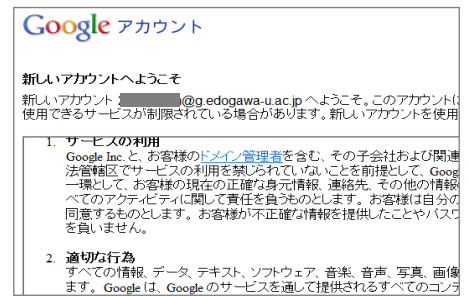 Google アカウント
新しいアカウントへようこそ
新しいアカウント @g.edogawa-u.ac.jp へようこそ。このアカウントに
使用できるサービスが制限されている場合があります。新しいアカウントを使用
1. サービスの利用
Google Inc. と、お客様のドメイン管理者を含む、その子会社および関連
法管轄区でサービスの利用を禁じられていないことを前提として、Goog
一環として、お客様の現在の正確な身元情報、連絡先、その他の情報
べてのアクティビティに関して責任を負うものとします。お客様は自分の
同意するものとします。お客様が不正確な情報を提供したことやパスワ
を負いません。
2. 適切な行為
すべての情報、データ、テキスト、ソフトウェア、音楽、音声、写真、画像
ます。Google は、Google のサービスを通して提供されるすべてのコンテ